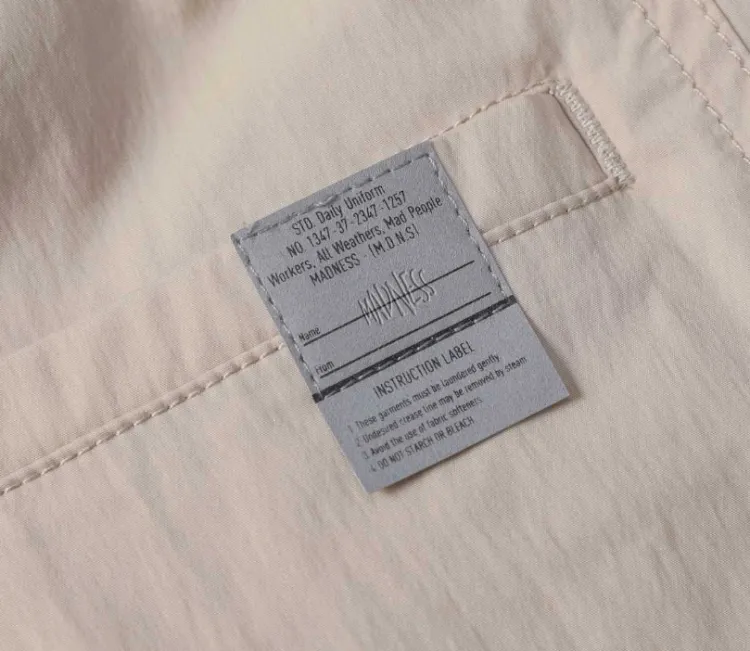 STD. Daily Uniform
NO. 1347-37-2347-1257
Workers, All Weathers, Mad People
MADNESS - (M.D.N.S)
MADNESS
Name
From
INSTRUCTION LABEL
1 These garments must be laundered gently
2 Undesired crease line may be removed by steam
3 Avoid the use of fabric softeness
4 DO NOT STARCH OR BLEACH